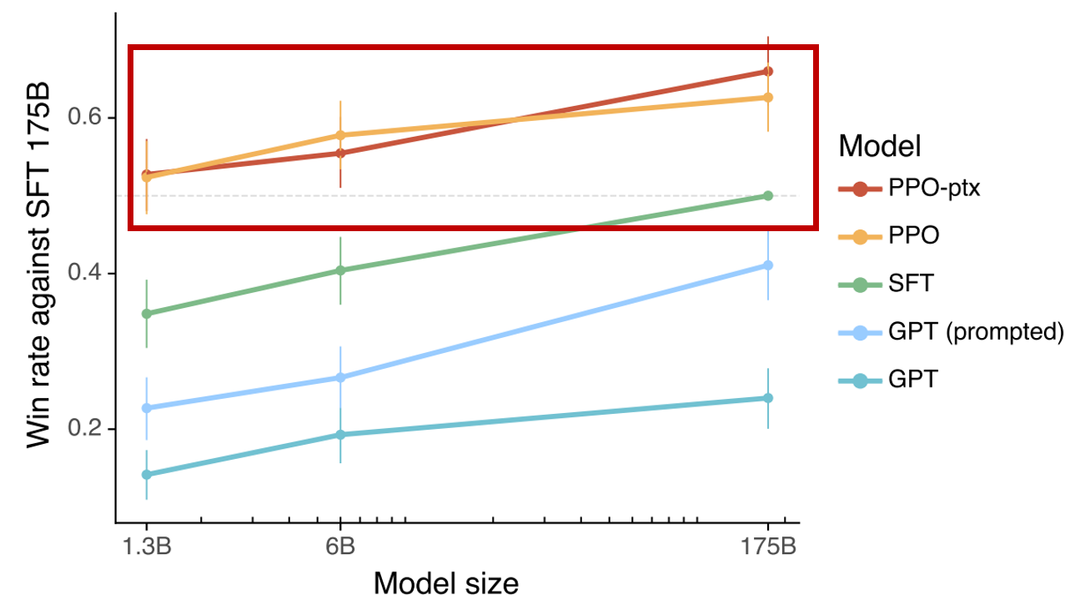 Win rate against SFT 175B
0.6
0.4
0.2
1.3B
6B
175B
Model size
Model
PPO-ptx
PPO
SFT
GPT (prompted)
GPT